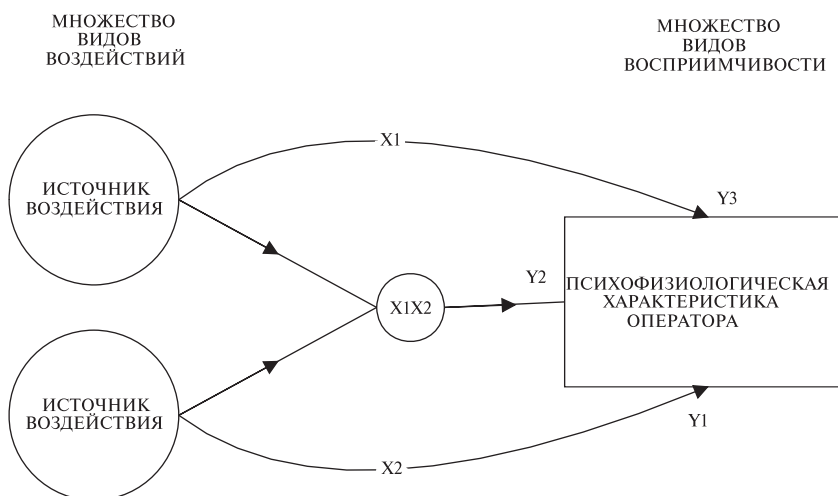 МНОЖЕСТВО
ВИДОВ
ВОЗДЕЙСТВИЙ
МНОЖЕСТВО
ВИДОВ
ВОСПРИИМЧИВОСТИ
X1
ИСТОЧНИК
ВОЗДЕЙСТВИЯ
Y3
X1X2
Y2
ПСИХОФИЗИОЛОГИЧЕСКАЯ
ХАРАКТЕРИСТИКА
ОПЕРАТОРА
ИСТОЧНИК
ВОЗДЕЙСТВИЯ
Y1
X2